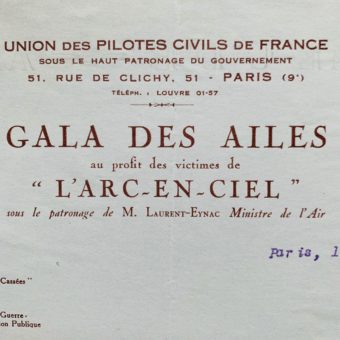 UNION DES PILOTES CIVILS DE FRANCE
SOUS LE HAUT PATRONAGE DU GOUVERNEMENT
51, RUE DE CLICHY, 51 - PARIS (9e)
TÉLÉPH. : LOUVRE 01-57
GALA DES AILES
au profit des victimes de
“ L'ARC-EN-CIEL ”
sous le patronage de M. LAURENT-EYNAC Ministre de l'Air
Paris, l
Cassées ”
Guerre
on Publique